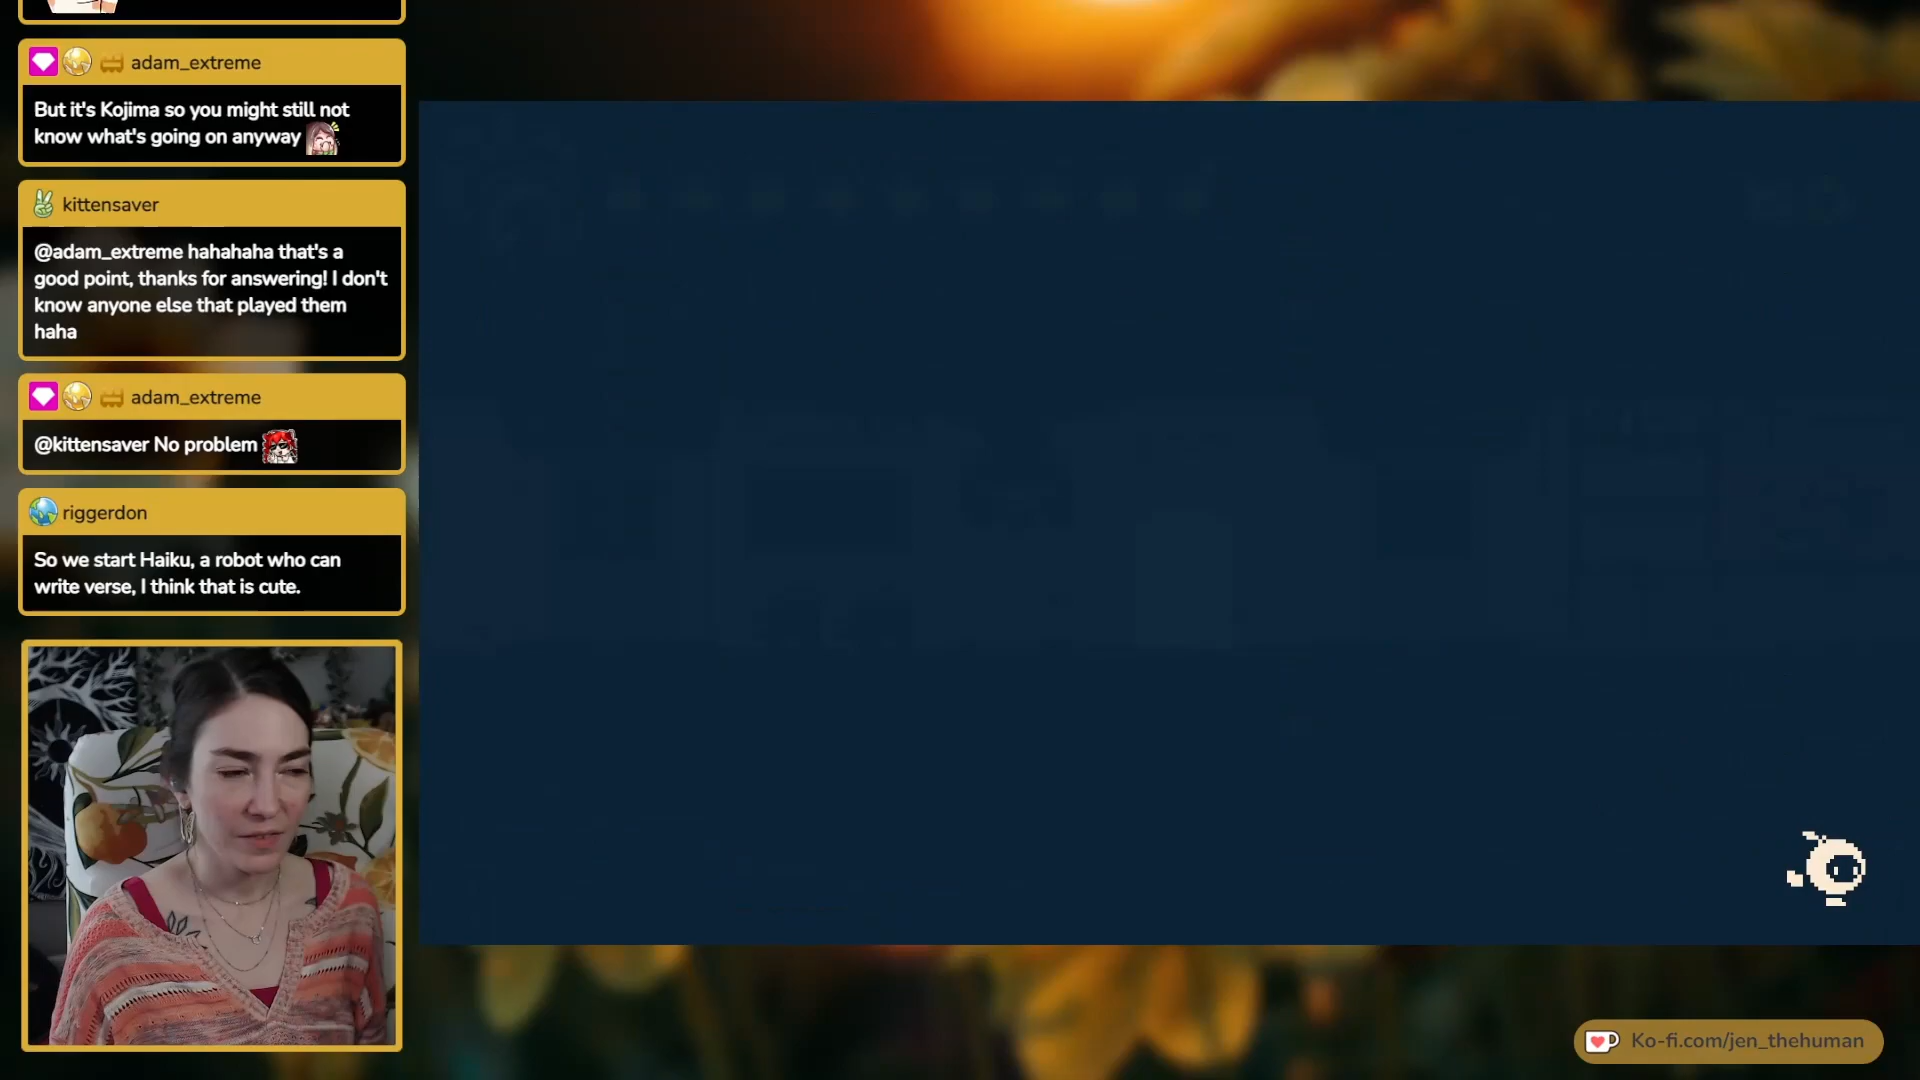 adam_extreme
But it's Kojima so you might still not
know what's going on anyway
kittensaver
@adam_extreme hahahaha that's a
good point, thanks for answering! I don't
know anyone else that played them
haha
adam_extreme
@kittensaver No problem
riggerdon
So we start Haiku, a robot who can
write verse, I think that is cute.
Ko-fi.com/jen_thehuman